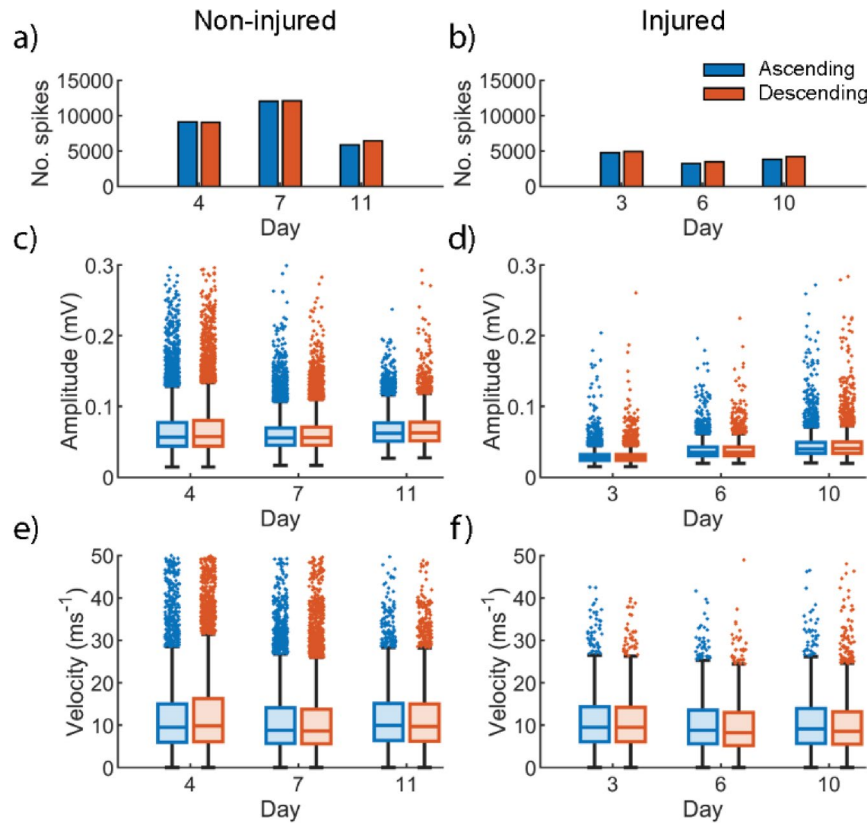 Non-injured
Injured
a)
b)
Ascending
Descending
No. spikes
15000
10000
5000
0
4
7
11
Day
No. spikes
15000
10000
5000
0
3
6
10
Day
c)
d)
Amplitude (mV)
0.3
0.2
0.1
0
4
7
11
Day
Amplitude (mV)
0.3
0.2
0.1
0
3
6
10
Day
e)
f)
Velocity (ms⁻¹)
50
40
30
20
10
0
4
7
11
Day
Velocity (ms⁻¹)
50
40
30
20
10
0
3
6
10
Day